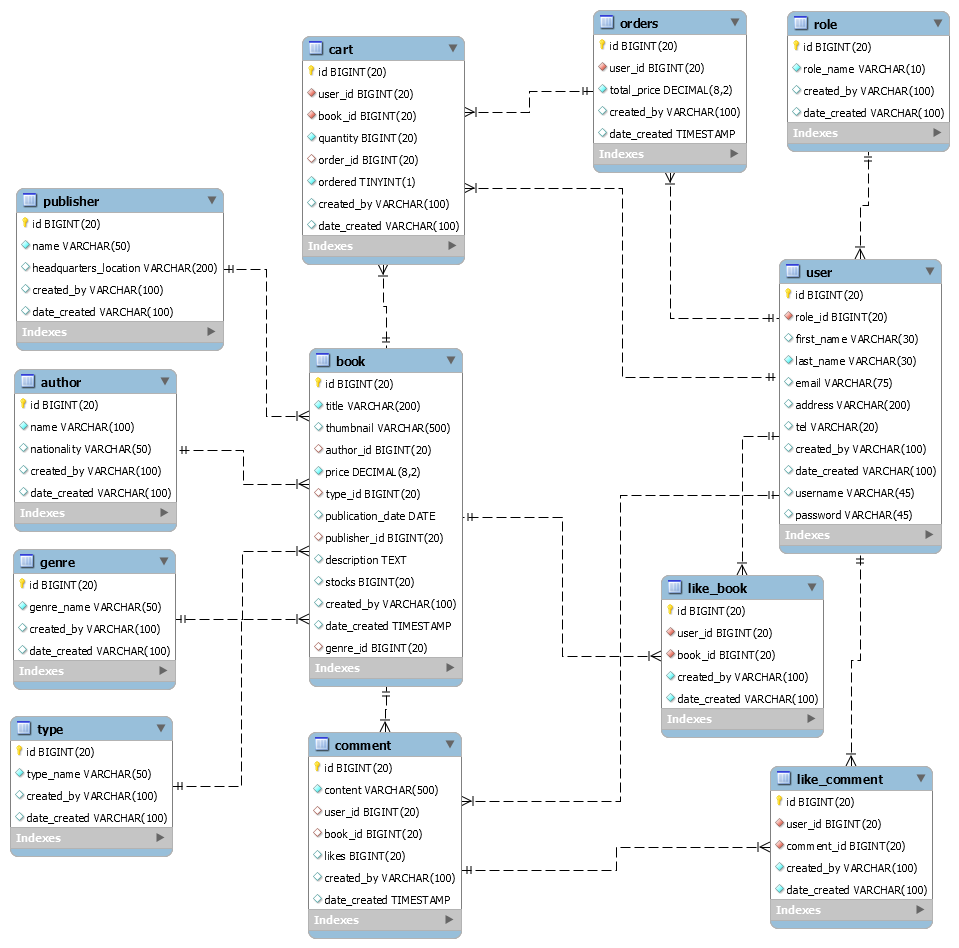 cart
id BIGINT(20)
user_id BIGINT(20)
book_id BIGINT(20)
quantity BIGINT(20)
order_id BIGINT(20)
ordered TINYINT(1)
created_by VARCHAR(100)
date_created VARCHAR(100)
Indexes
orders
id BIGINT(20)
user_id BIGINT(20)
total_price DECIMAL(8,2)
created_by VARCHAR(100)
date_created TIMESTAMP
Indexes
role
id BIGINT(20)
role_name VARCHAR(10)
created_by VARCHAR(100)
date_created VARCHAR(100)
Indexes
publisher
id BIGINT(20)
name VARCHAR(50)
headquarters_location VARCHAR(200)
created_by VARCHAR(100)
date_created VARCHAR(100)
Indexes
user
id BIGINT(20)
role_id BIGINT(20)
first_name VARCHAR(30)
last_name VARCHAR(30)
email VARCHAR(75)
address VARCHAR(200)
tel VARCHAR(20)
created_by VARCHAR(100)
date_created VARCHAR(100)
username VARCHAR(45)
password VARCHAR(45)
Indexes
author
id BIGINT(20)
name VARCHAR(100)
nationality VARCHAR(50)
created_by VARCHAR(100)
date_created VARCHAR(100)
Indexes
book
id BIGINT(20)
title VARCHAR(200)
thumbnail VARCHAR(500)
author_id BIGINT(20)
price DECIMAL(8,2)
type_id BIGINT(20)
publication_date DATE
publisher_id BIGINT(20)
description TEXT
stocks BIGINT(20)
created_by VARCHAR(100)
date_created TIMESTAMP
genre_id BIGINT(20)
Indexes
genre
id BIGINT(20)
genre_name VARCHAR(50)
created_by VARCHAR(100)
date_created VARCHAR(100)
Indexes
like_book
id BIGINT(20)
user_id BIGINT(20)
book_id BIGINT(20)
created_by VARCHAR(100)
date_created VARCHAR(100)
Indexes
type
id BIGINT(20)
type_name VARCHAR(50)
created_by VARCHAR(100)
date_created VARCHAR(100)
Indexes
comment
id BIGINT(20)
content VARCHAR(500)
user_id BIGINT(20)
book_id BIGINT(20)
likes BIGINT(20)
created_by VARCHAR(100)
date_created TIMESTAMP
Indexes
like_comment
id BIGINT(20)
user_id BIGINT(20)
comment_id BIGINT(20)
created_by VARCHAR(100)
date_created VARCHAR(100)
Indexes